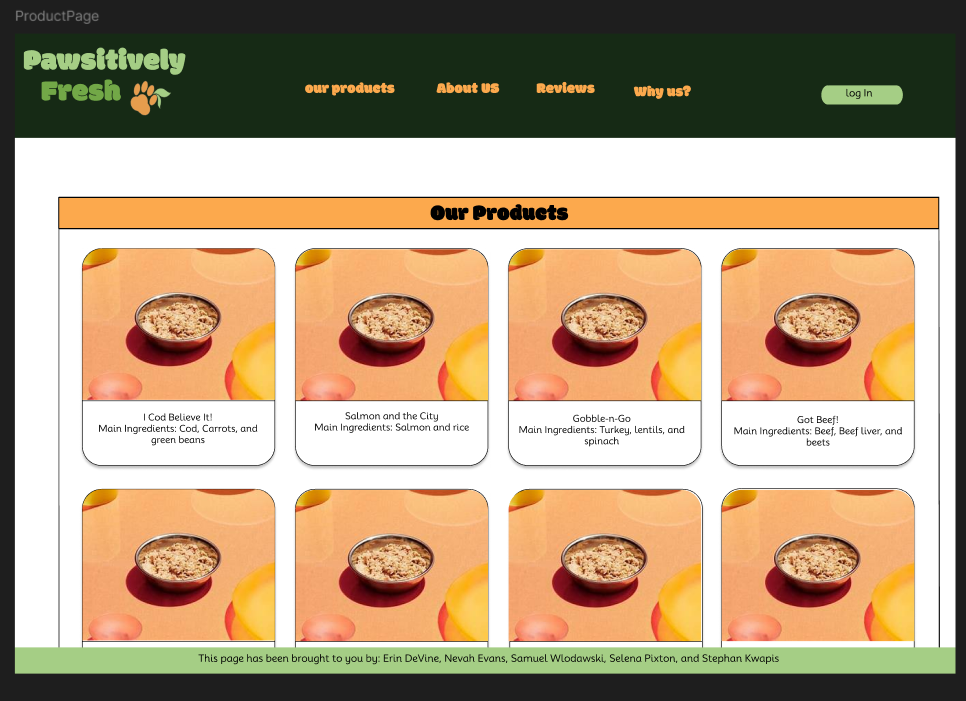 ProductPage
Pawsitively
Fresh
our products
About US
Reviews
Why us?
log In
Our Products
I Cod Believe It!
Main Ingredients: Cod, Carrots, and
green beans
Salmon and the City
Main Ingredients: Salmon and rice
Gobble-n-Go
Main Ingredients: Turkey, lentils, and
spinach
Got Beef!
Main Ingredients: Beef, Beef liver, and
beets
This page has been brought to you by: Erin DeVine, Nevah Evans, Samuel Wlodawski, Selena Pixton, and Stephan Kwapis